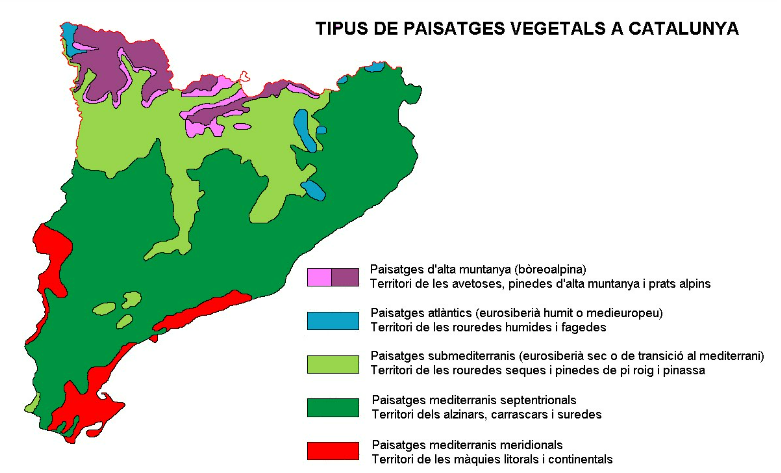 TIPUS DE PAISATGES VEGETALS A CATALUNYA
Paisatges d'alta muntanya (bòreoalpina)
Territori de les avetoses, pinedes d'alta muntanya i prats alpins
Paisatges atlàntics (eurosiberià humit o medieuropeu)
Territori de les rouredes humides i fagedes
Paisatges submediterranis (eurosiberià sec o de transició al mediterrani)
Territori de les rouredes seques i pinedes de pi roig i pinassa
Paisatges mediterranis septentrionals
Territori dels alzinars, carrascars i suredes
Paisatges mediterranis meridionals
Territori de les màquies litorals i continentals